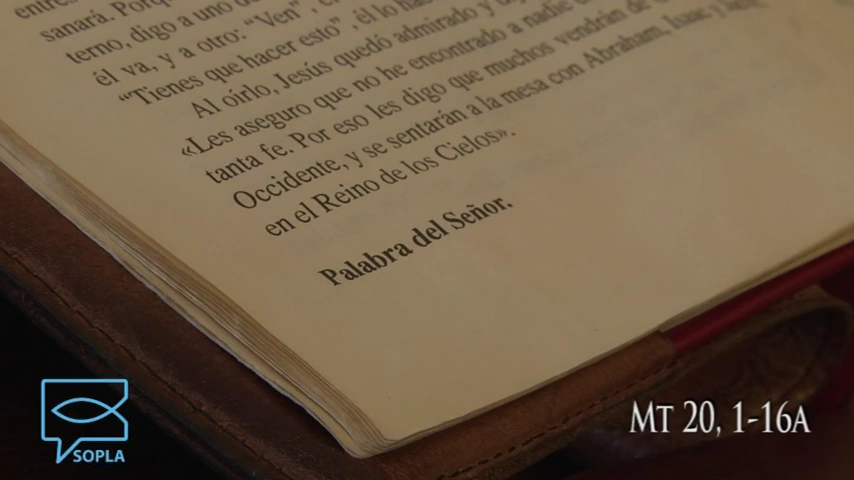 entres
sanará. Porq
terno, digo a uno de
él va, y a otro: “Ven”, é
“Tienes que hacer esto”, él lo ha
Al oírlo, Jesús quedó admirado y
«Les aseguro que no he encontrado a nadie
tanta fe. Por eso les digo que muchos vendrán de
Occidente, y se sentarán a la mesa con Abraham, Isaac y
en el Reino de los Cielos».
Palabra del Señor.
SOPLA
MT 20, 1-16A